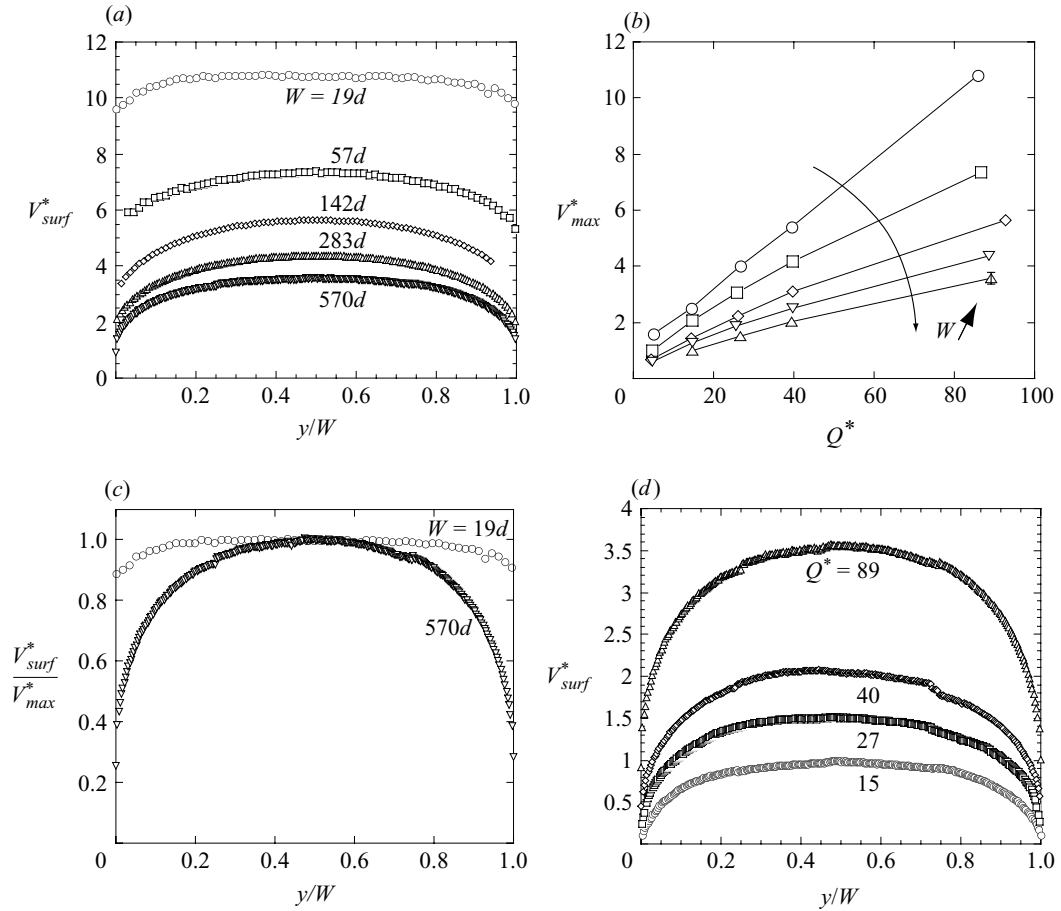 (a)
12
10
8
6
4
2
0
V*surf
W = 19d
57d
142d
283d
570d
0.2
0.4
0.6
0.8
1.0
y/W
(b)
12
10
8
6
4
2
0
V*max
W
20
40
60
80
100
Q*
(c)
1.0
0.8
0.6
0.4
0.2
0
V*surf
V*max
W = 19d
570d
0.2
0.4
0.6
0.8
1.0
y/W
(d)
4
3.5
3
2.5
2
1.5
1
0.5
0
V*surf
Q* = 89
40
27
15
0.2
0.4
0.6
0.8
1.0
y/W